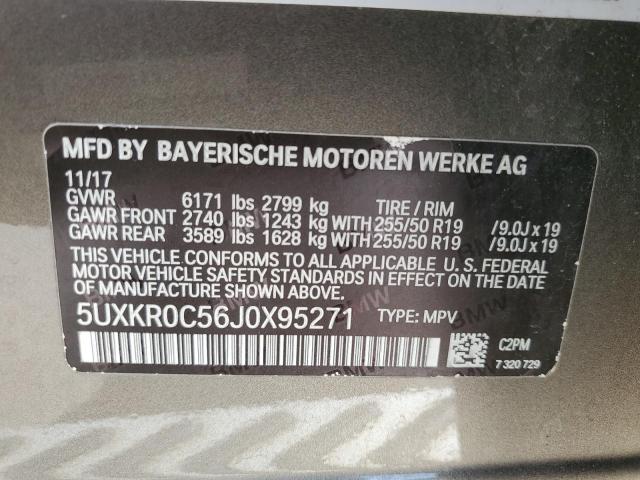 MFD BY BAYERISCHE MOTOREN WERKE AG
11/17
GVWR 6171 lbs 2799 kg TIRE / RIM
GAWR FRONT 2740 lbs 1243 kg WITH 255/50 R19 /9.0J x 19
GAWR REAR 3589 lbs 1628 kg WITH 255/50 R19 /9.0J x 19
THIS VEHICLE CONFORMS TO ALL APPLICABLE U. S. FEDERAL
MOTOR VEHICLE SAFETY STANDARDS IN EFFECT ON THE DATE
OF MANUFACTURE SHOWN ABOVE.
5UXKR0C56J0X95271 TYPE: MPV
C2PM
7 320 729